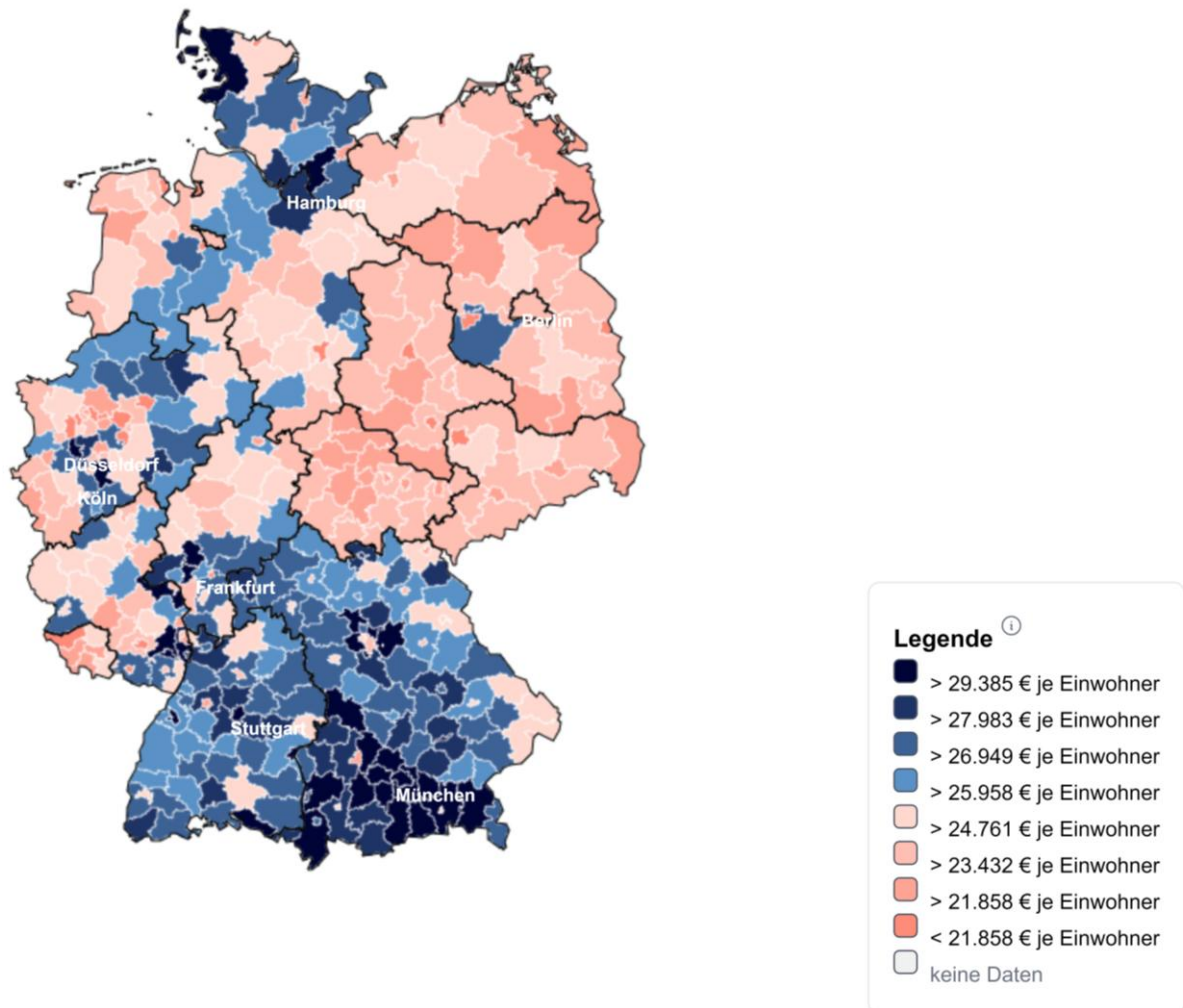 Hamburg
Berlin
Düsseldorf
Köln
Frankfurt
Stuttgart
München
Legende i
> 29.385 € je Einwohner
> 27.983 € je Einwohner
> 26.949 € je Einwohner
> 25.958 € je Einwohner
> 24.761 € je Einwohner
> 23.432 € je Einwohner
> 21.858 € je Einwohner
< 21.858 € je Einwohner
keine Daten